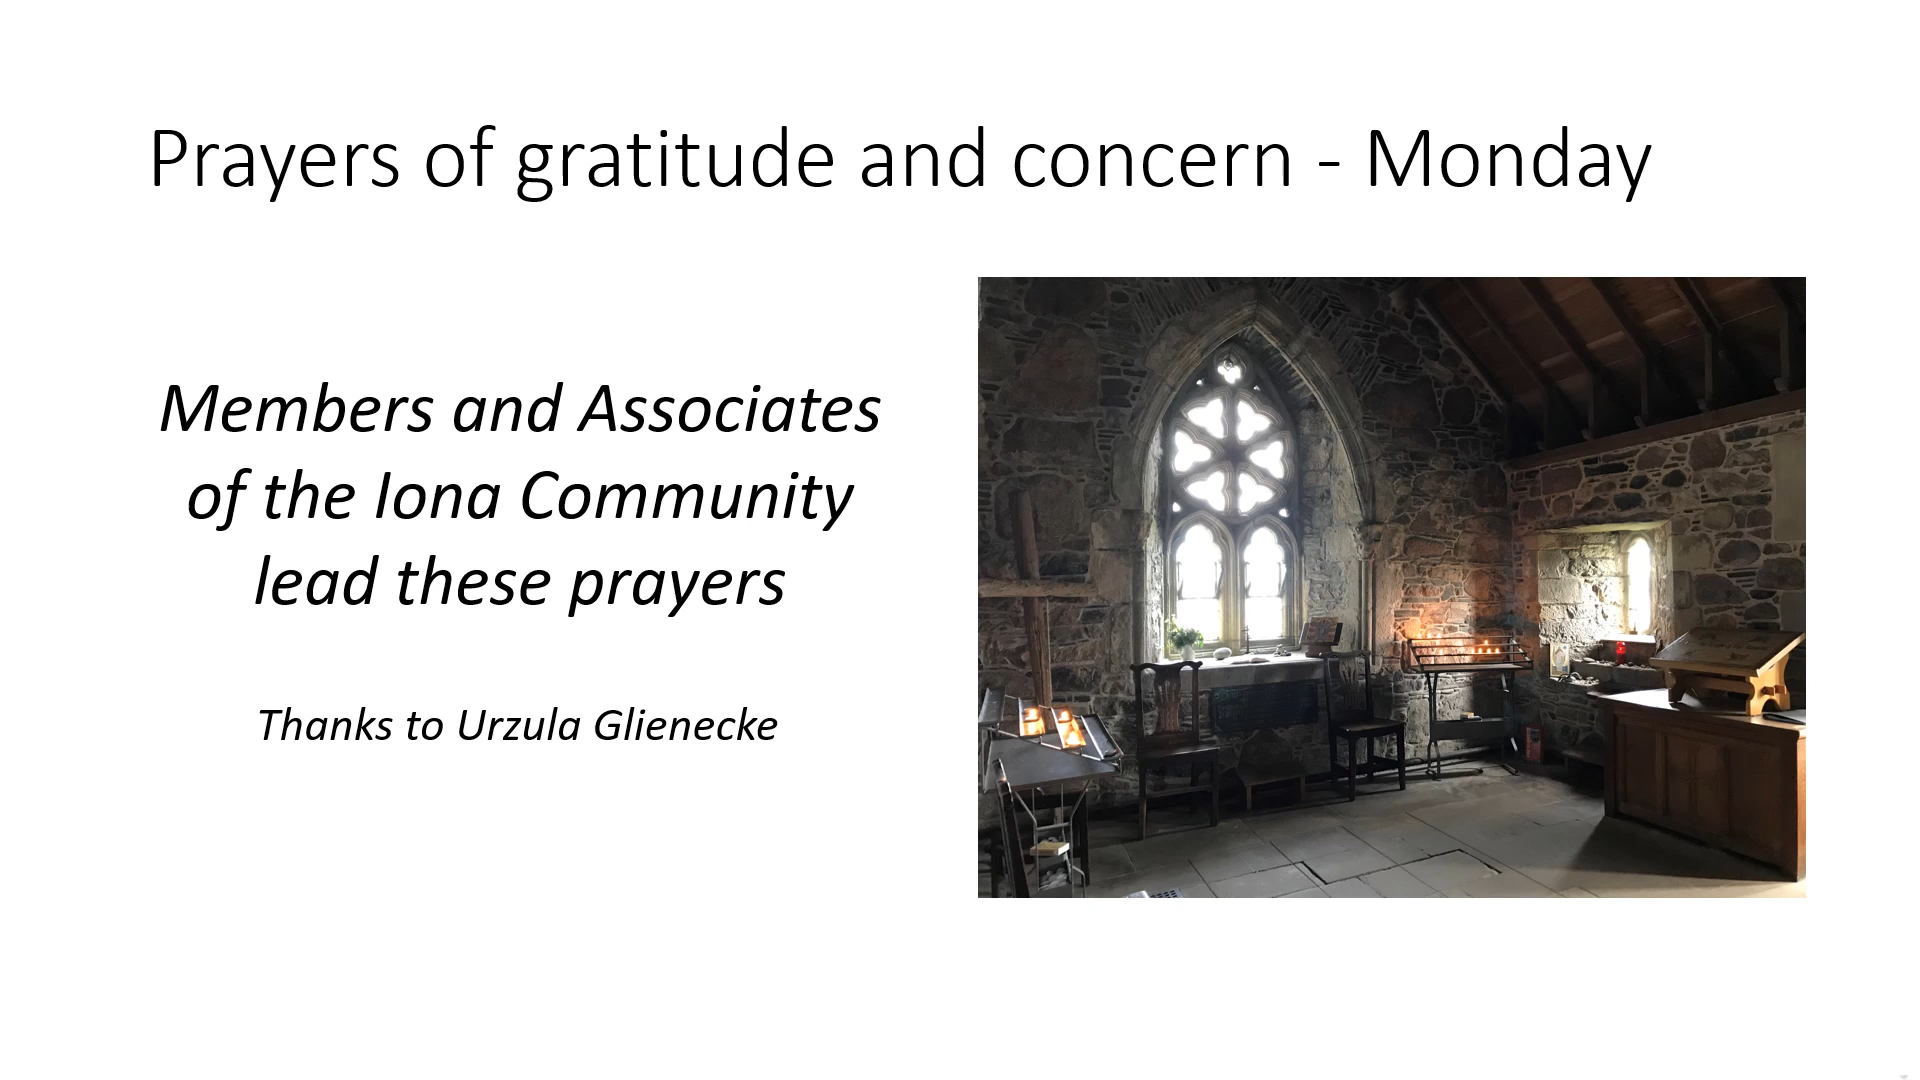 Prayers of gratitude and concern - Monday
Members and Associates
of the Iona Community
lead these prayers
Thanks to Urzula Glienecke